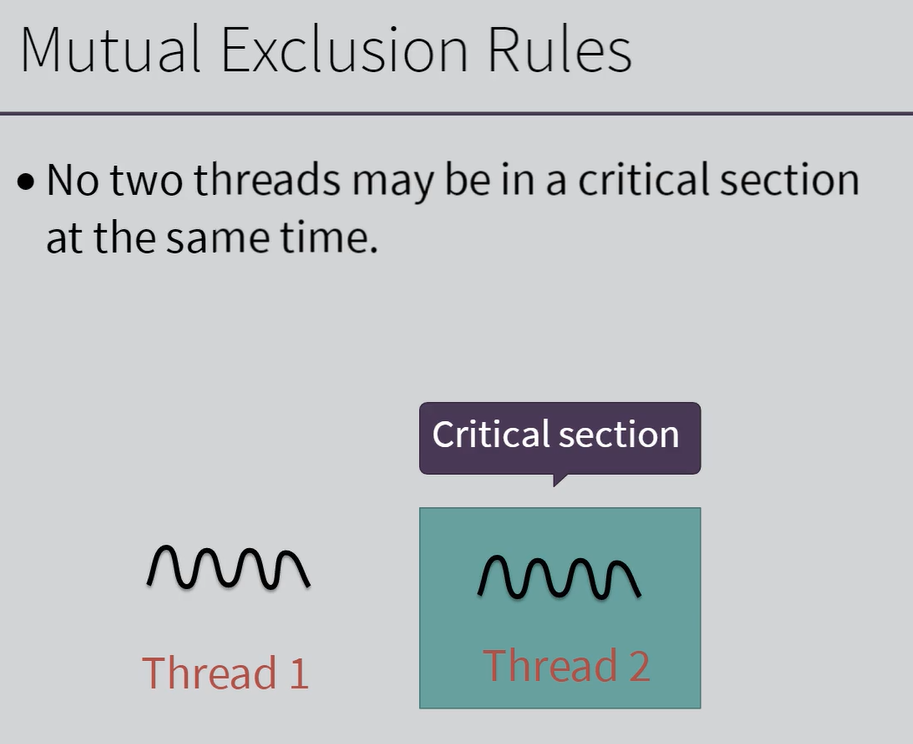 Mutual Exclusion Rules
• No two threads may be in a critical section
at the same time.
Critical section
Thread 1
Thread 2